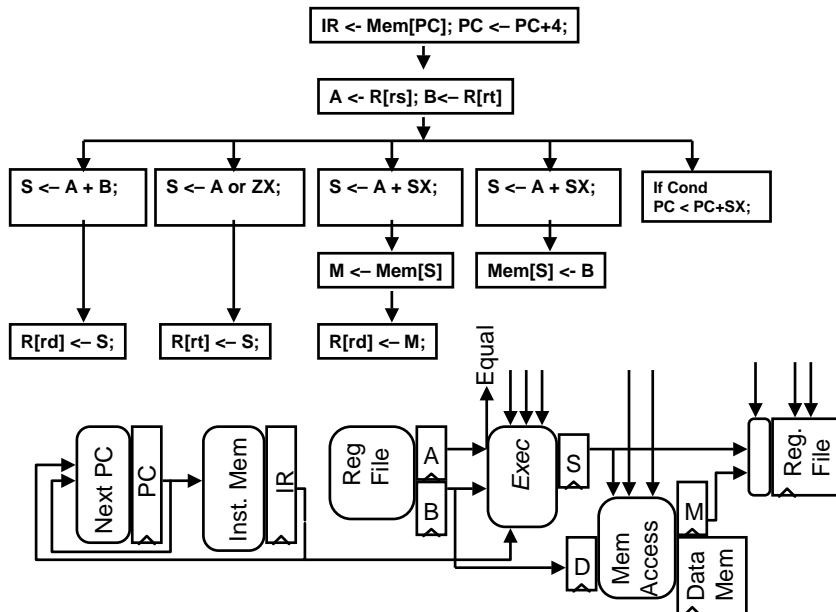 IR <- Mem[PC]; PC <– PC+4;
A <- R[rs]; B<– R[rt]
S <– A + B;
S <– A or ZX;
S <– A + SX;
S <– A + SX;
If Cond
PC < PC+SX;
M <– Mem[S]
Mem[S] <- B
R[rd] <– S;
R[rt] <– S;
R[rd] <– M;
Equal
Next PC
PC
Inst. Mem
IR
Reg
File
A
B
Exec
S
D
Mem
Access
M
Data
Mem
Reg.
File